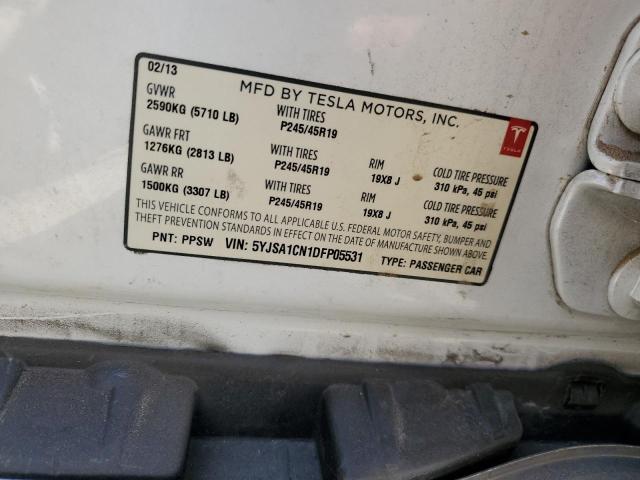 02/13
MFD BY TESLA MOTORS, INC.
GVWR
2590KG (5710 LB) WITH TIRES P245/45R19
GAWR FRT
1276KG (2813 LB) WITH TIRES P245/45R19 RIM 19X8 J COLD TIRE PRESSURE 310 kPa, 45 psi
GAWR RR
1500KG (3307 LB) WITH TIRES P245/45R19 RIM 19X8 J COLD TIRE PRESSURE 310 kPa, 45 psi
THIS VEHICLE CONFORMS TO ALL APPLICABLE U.S. FEDERAL MOTOR SAFETY, BUMPER AND
THEFT PREVENTION STANDARDS IN EFFECT ON THE DATE OF MANUFACTURE SHOWN ABOVE.
PNT: PPSW VIN: 5YJSA1CN1DFP05531 TYPE: PASSENGER CAR
TESLA